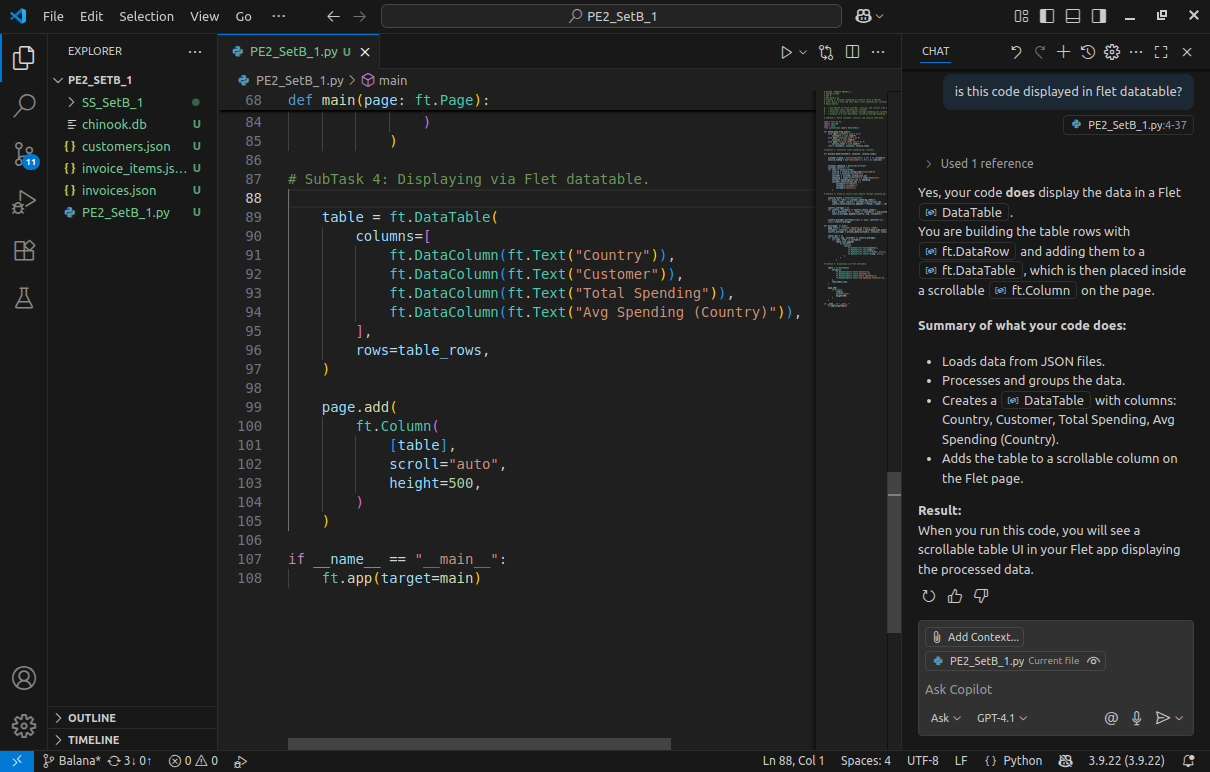 File Edit Selection View Go ··· PE2_SetB_1
EXPLORER ···
PE2_SETB_1
SS_SetB_1
chinook.db U
customers.json U
invoice_items.js... U
invoices.json U
PE2_SetB_1.py U
11
OUTLINE
TIMELINE
PE2_SetB_1.py U
PE2_SetB_1.py > main
68 def main(page: ft.Page):
84 )
85 )
86
87 # SubTask 4: Displaying via Flet datatable.
88
89 table = ft.DataTable(
90 columns=[
91 ft.DataColumn(ft.Text("Country")),
92 ft.DataColumn(ft.Text("Customer")),
93 ft.DataColumn(ft.Text("Total Spending")),
94 ft.DataColumn(ft.Text("Avg Spending (Country)")),
95 ],
96 rows=table_rows,
97 )
98
99 page.add(
100 ft.Column(
101 [table],
102 scroll="auto",
103 height=500,
104 )
105 )
106
107 if __name__ == "__main__":
108 ft.app(target=main)
CHAT
is this code displayed in flet datatable?
PE2_SetB_1.py:4-37
Used 1 reference
Yes, your code does display the data in a Flet
DataTable .
You are building the table rows with
ft.DataRow and adding them to a
ft.DataTable , which is then placed inside
a scrollable ft.Column on the page.
Summary of what your code does:
• Loads data from JSON files.
• Processes and groups the data.
• Creates a DataTable with columns:
Country, Customer, Total Spending, Avg
Spending (Country).
• Adds the table to a scrollable column on
the Flet page.
Result:
When you run this code, you will see a
scrollable table UI in your Flet app displaying
the processed data.
Add Context...
PE2_SetB_1.py Current file
Ask Copilot
Ask GPT-4.1
Balana* 3↓ 0↑ 0 0 Ln 88, Col 1 Spaces: 4 UTF-8 LF {} Python 3.9.22 (3.9.22)